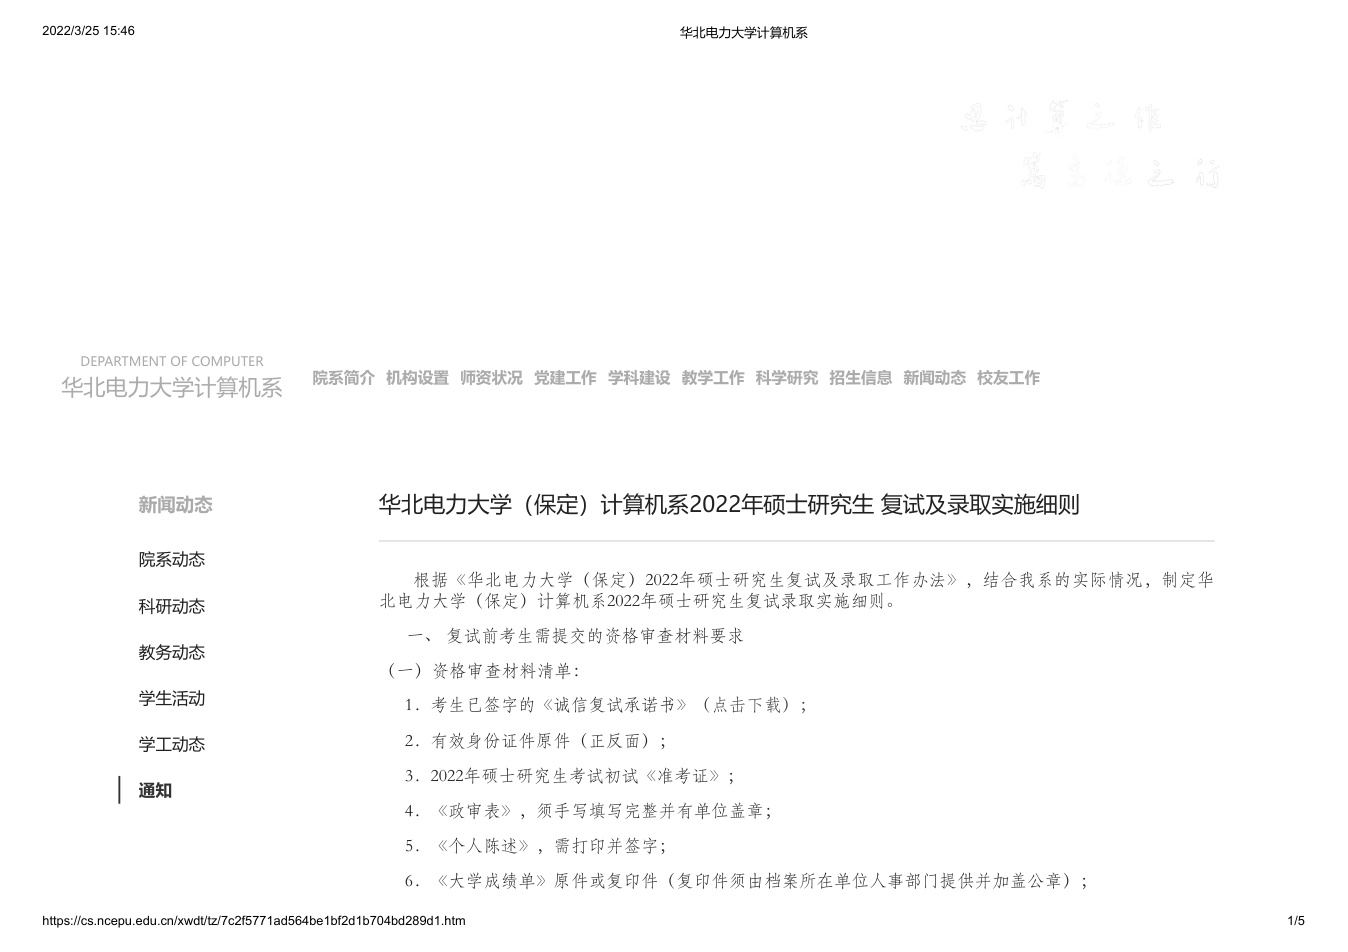 2022/3/25 15:46
华北电力大学计算机系
思 计 算 之 维
篤 高 德 之 行
DEPARTMENT OF COMPUTER
华北电力大学计算机系
院系简介 机构设置 师资状况 党建工作 学科建设 教学工作 科学研究 招生信息 新闻动态 校友工作
新闻动态
院系动态
科研动态
教务动态
学生活动
学工动态
通知
华北电力大学（保定）计算机系2022年硕士研究生 复试及录取实施细则
根据《华北电力大学（保定）2022年硕士研究生复试及录取工作办法》，结合我系的实际情况，制定华
北电力大学（保定）计算机系2022年硕士研究生复试录取实施细则。
一、 复试前考生需提交的资格审查材料要求
（一）资格审查材料清单：
1. 考生已签字的《诚信复试承诺书》（点击下载）；
2. 有效身份证件原件（正反面）；
3. 2022年硕士研究生考试初试《准考证》；
4. 《政审表》，须手写填写完整并有单位盖章；
5. 《个人陈述》，需打印并签字；
6. 《大学成绩单》原件或复印件（复印件须由档案所在单位人事部门提供并加盖公章）；
https://cs.ncepu.edu.cn/xwdt/tz/7c2f5771ad564be1bf2d1b704bd289d1.htm
1/5